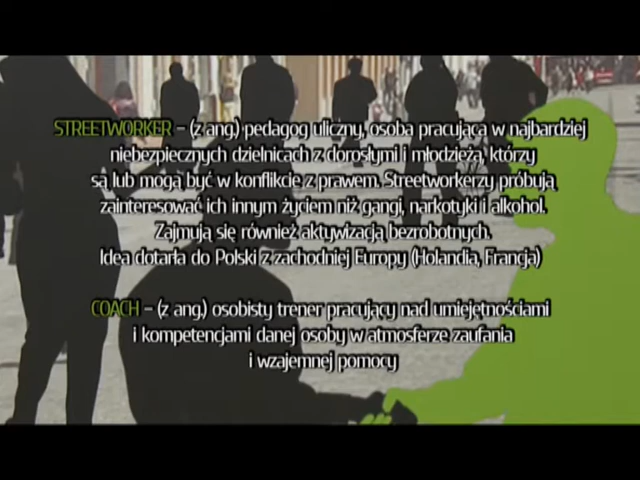 STREETWORKER – (z ang.) pedagog uliczny, osoba pracująca w najbardziej
niebezpiecznych dzielnicach z dorosłymi i młodzieżą, którzy
są lub mogą być w konflikcie z prawem. Streetworkerzy próbują
zainteresować ich innym życiem niż gangi, narkotyki i alkohol.
Zajmują się również aktywizacją bezrobotnych.
Idea dotarła do Polski z zachodniej Europy (Holandia, Francja)
COACH – (z ang.) osobisty trener pracujący nad umiejętnościami
i kompetencjami danej osoby w atmosferze zaufania
i wzajemnej pomocy